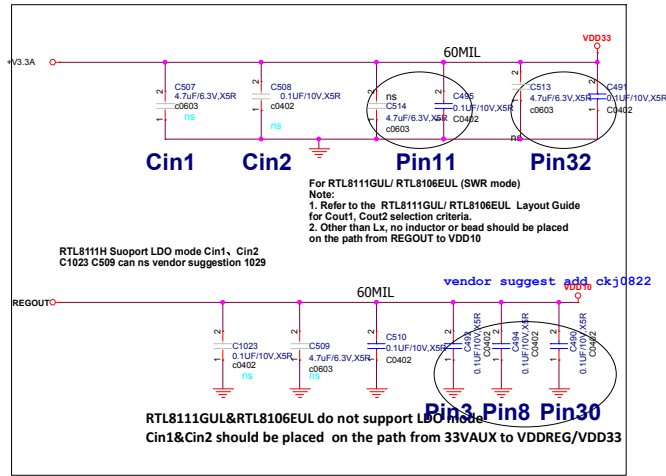 60MIL
VDD33
+V3.3A
C507
4.7uF/6.3V,X5R
c0603
ns
C508
0.1UF/10V,X5R
c0402
ns
ns
C514
4.7uF/6.3V,X5R
c0603
C495
0.1UF/10V,X5R
C0402
C513
4.7uF/6.3V,X5R
c0603
ns
C491
0.1UF/10V,X5R
C0402
Cin1
Cin2
Pin11
Pin32
For RTL8111GUL/ RTL8106EUL (SWR mode)
Note:
1. Refer to the RTL8111GUL/ RTL8106EUL Layout Guide
for Cout1, Cout2 selection criteria.
2. Other than Lx, no inductor or bead should be placed
on the path from REGOUT to VDD10
RTL8111H Suoport LDO mode Cin1、Cin2
C1023 C509 can ns vendor suggestion 1029
vendor suggest add ckj0822
VDD10
60MIL
REGOUT
C1023
0.1UF/10V,X5R
c0402
ns
C509
4.7uF/6.3V,X5R
c0603
ns
C510
0.1UF/10V,X5R
C0402
C492
0.1UF/10V,X5R
C0402
C494
0.1UF/10V,X5R
C0402
C490
0.1UF/10V,X5R
C0402
Pin3 Pin8 Pin30
RTL8111GUL&RTL8106EUL do not support LDO mode
Cin1&Cin2 should be placed on the path from 33VAUX to VDDREG/VDD33